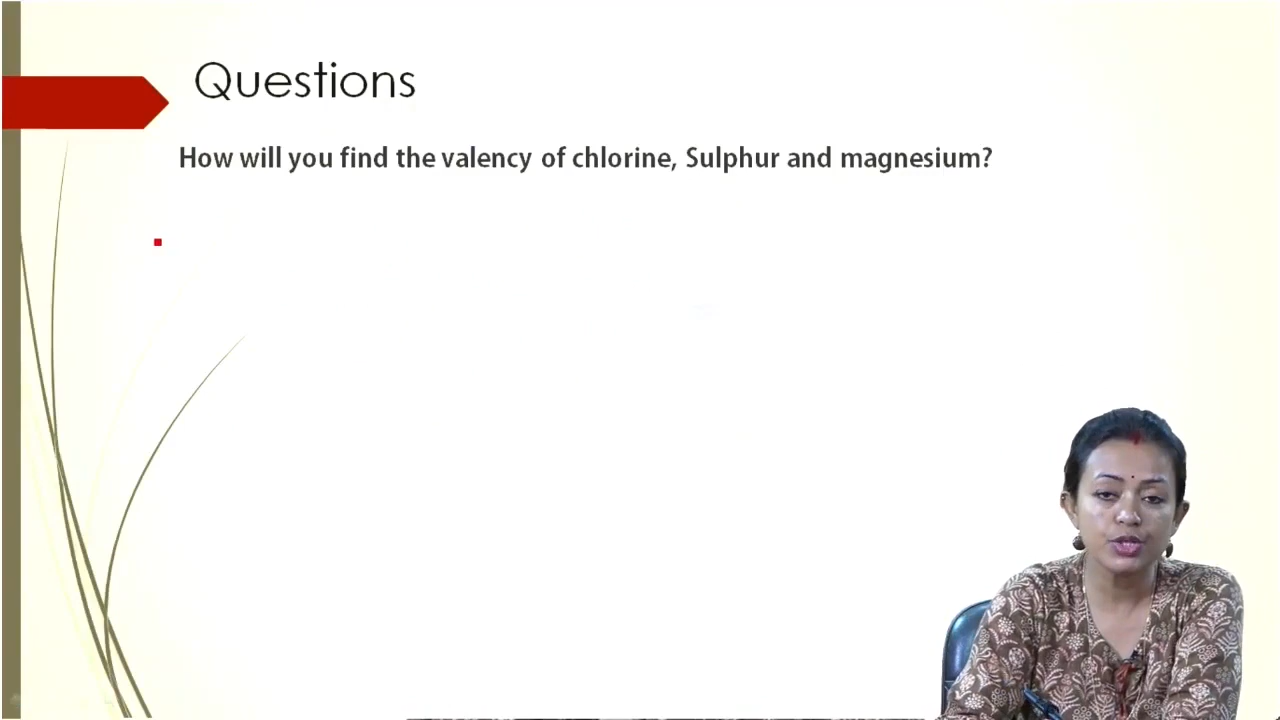 Questions
How will you find the valency of chlorine, Sulphur and magnesium?